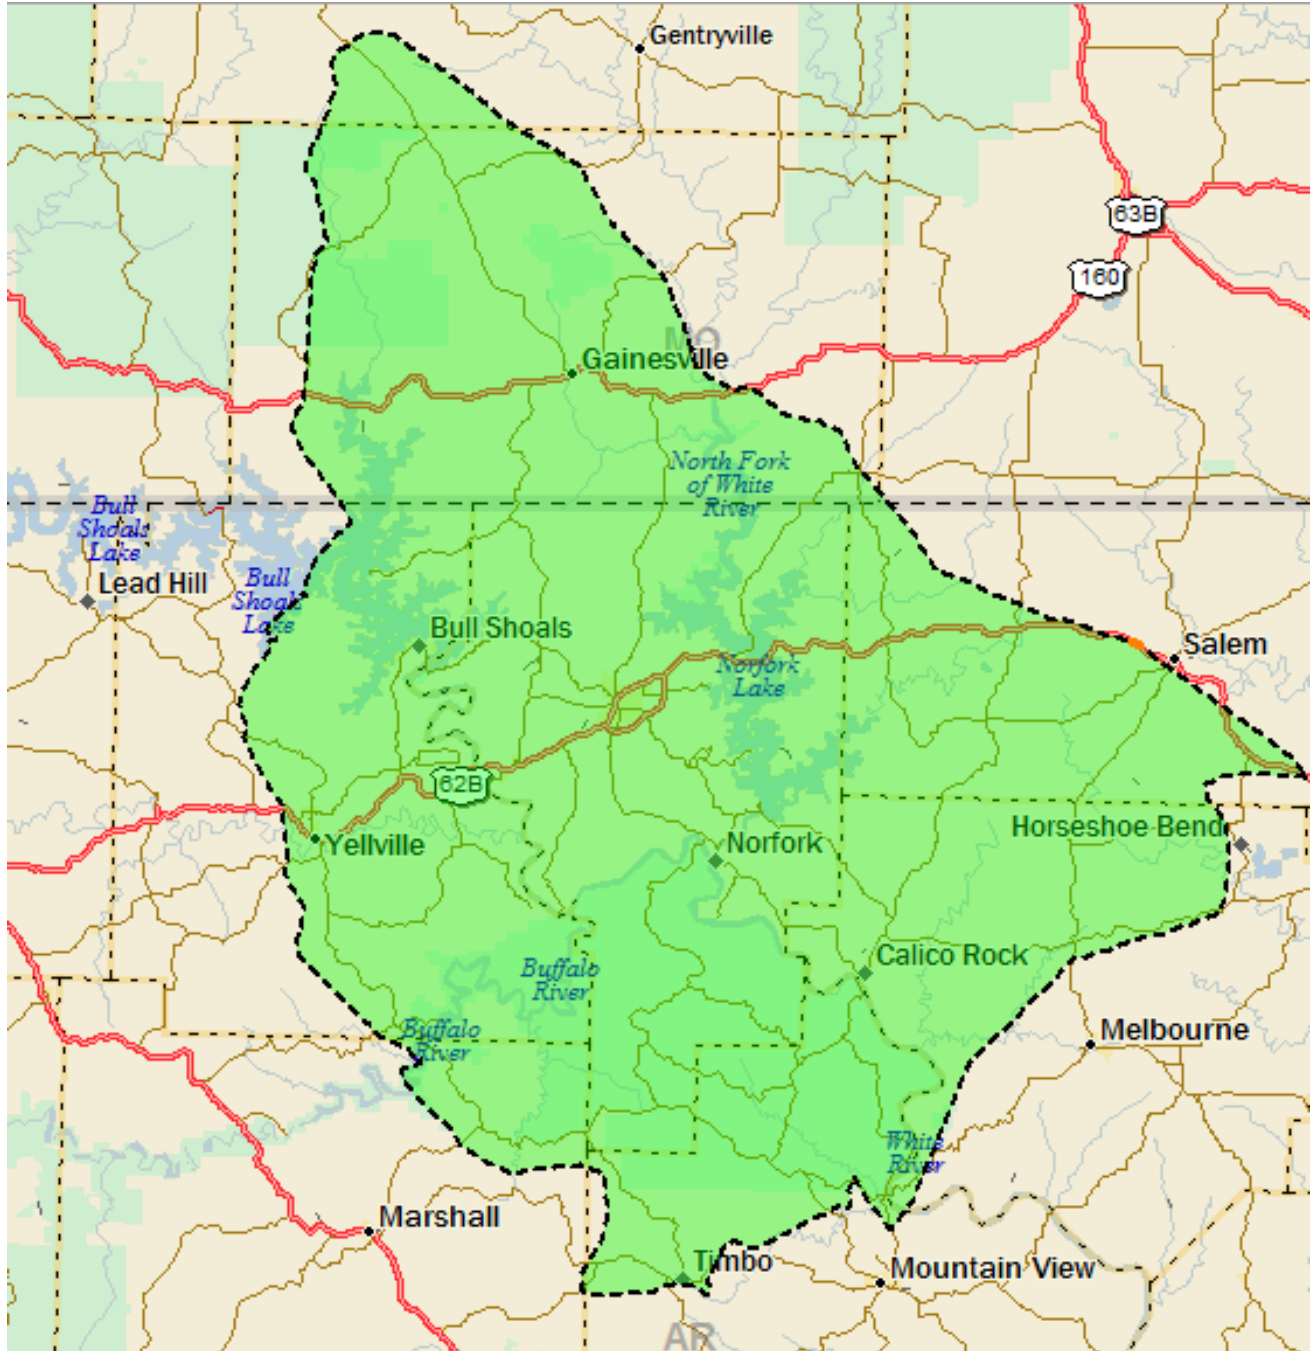 Gentryville
63B
160
MO
Gainesville
North Fork
of White
River
Bull
Shoals
Lake
Lead Hill
Bull
Shoals
Lake
Bull Shoals
Salem
Norfork
Lake
62B
Yellville
Norfork
Horseshoe Bend
Calico Rock
Buffalo
River
Buffalo
River
Melbourne
White
River
Marshall
Timbo
Mountain View
AR